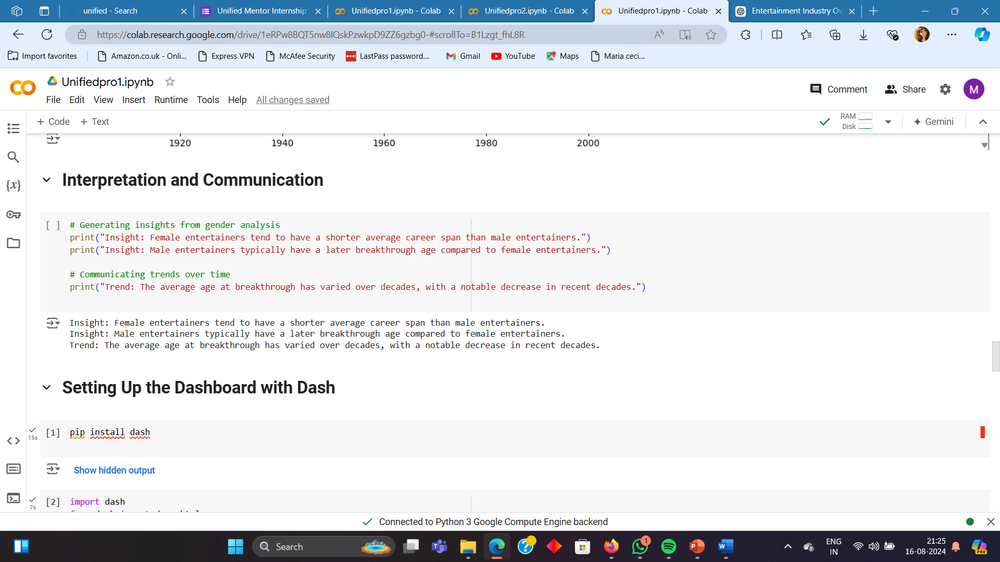 unified - Search
Unified Mentor Internship
Unifiedpro1.ipynb - Colab
Unifiedpro2.ipynb - Colab
Unifiedpro1.ipynb - Colab
Entertainment Industry Ov
https://colab.research.google.com/drive/1eRPw8BQT5nw8lQskPzwkpD9ZZ6gzbg0-#scrollTo=B1Lzgt_fhL8R
Import favorites
Amazon.co.uk - Onli...
Express VPN
McAfee Security
LastPass password...
Gmail
YouTube
Maps
Maria ceci...
Unifiedpro1.ipynb
Comment
Share
M
File Edit View Insert Runtime Tools Help All changes saved
+ Code + Text
RAM
Disk
Gemini
1920 1940 1960 1980 2000
Interpretation and Communication
[ ] # Generating insights from gender analysis
print("Insight: Female entertainers tend to have a shorter average career span than male entertainers.")
print("Insight: Male entertainers typically have a later breakthrough age compared to female entertainers.")
# Communicating trends over time
print("Trend: The average age at breakthrough has varied over decades, with a notable decrease in recent decades.")
Insight: Female entertainers tend to have a shorter average career span than male entertainers.
Insight: Male entertainers typically have a later breakthrough age compared to female entertainers.
Trend: The average age at breakthrough has varied over decades, with a notable decrease in recent decades.
Setting Up the Dashboard with Dash
15s
[1] pip install dash
Show hidden output
7s
[2] import dash
Connected to Python 3 Google Compute Engine backend
Search
1
ENG
IN
21:25
16-08-2024
PRE